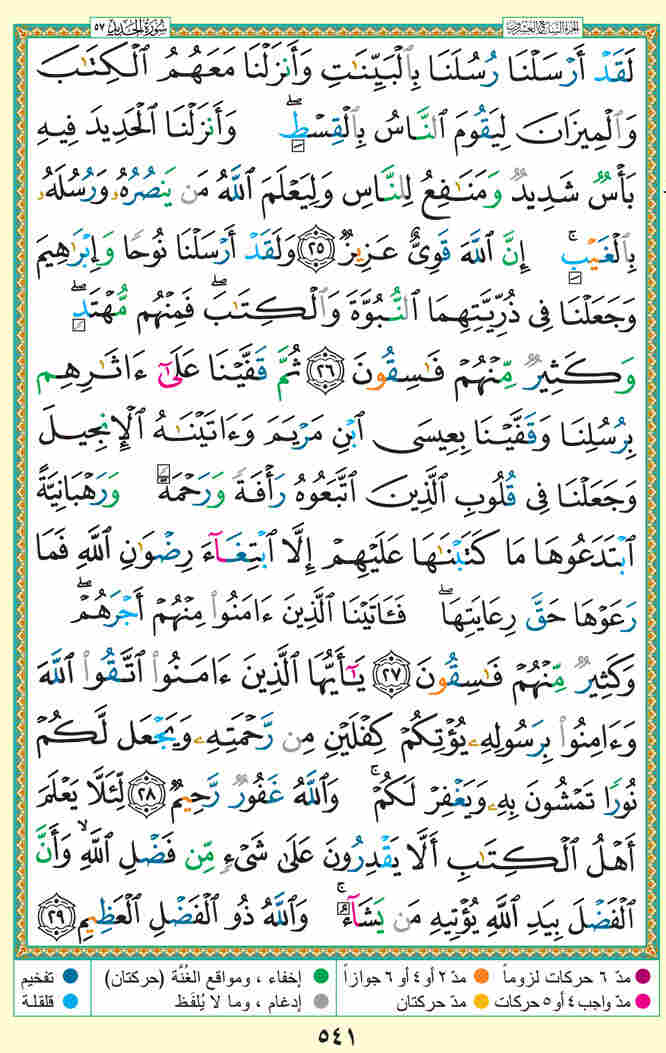 الجزء السابع والعشرون
سُورَةُ الحَدِيدِ ٥٧
لَقَدْ أَرْسَلْنَا رُسُلَنَا بِٱلْبَيِّنَٰتِ وَأَنزَلْنَا مَعَهُمُ ٱلْكِتَٰبَ
وَٱلْمِيزَانَ لِيَقُومَ ٱلنَّاسُ بِٱلْقِسْطِۖ وَأَنزَلْنَا ٱلْحَدِيدَ فِيهِ
بَأْسٌ شَدِيدٌ وَمَنَٰفِعُ لِلنَّاسِ وَلِيَعْلَمَ ٱللَّهُ مَن يَنصُرُهُۥ وَرُسُلَهُۥ
بِٱلْغَيْبِۚ إِنَّ ٱللَّهَ قَوِىٌّ عَزِيزٌ ٢٥ وَلَقَدْ أَرْسَلْنَا نُوحًا وَإِبْرَٰهِيمَ
وَجَعَلْنَا فِى ذُرِّيَّتِهِمَا ٱلنُّبُوَّةَ وَٱلْكِتَٰبَۖ فَمِنْهُم مُّهْتَدٍۖ
وَكَثِيرٌ مِّنْهُمْ فَٰسِقُونَ ٢٦ ثُمَّ قَفَّيْنَا عَلَىٰٓ ءَاثَٰرِهِم
بِرُسُلِنَا وَقَفَّيْنَا بِعِيسَى ٱبْنِ مَرْيَمَ وَءَاتَيْنَٰهُ ٱلْإِنجِيلَ
وَجَعَلْنَا فِى قُلُوبِ ٱلَّذِينَ ٱتَّبَعُوهُ رَأْفَةً وَرَحْمَةً وَرَهْبَانِيَّةً
ٱبْتَدَعُوهَا مَا كَتَبْنَٰهَا عَلَيْهِمْ إِلَّا ٱبْتِغَآءَ رِضْوَٰنِ ٱللَّهِ فَمَا
رَعَوْهَا حَقَّ رِعَايَتِهَاۖ فَـَٔاتَيْنَا ٱلَّذِينَ ءَامَنُوا۟ مِنْهُمْ أَجْرَهُمْۖ
وَكَثِيرٌ مِّنْهُمْ فَٰسِقُونَ ٢٧ يَٰٓأَيُّهَا ٱلَّذِينَ ءَامَنُوا۟ ٱتَّقُوا۟ ٱللَّهَ
وَءَامِنُوا۟ بِرَسُولِهِۦ يُؤْتِكُمْ كِفْلَيْنِ مِن رَّحْمَتِهِۦ وَيَجْعَل لَّكُمْ
نُورًا تَمْشُونَ بِهِۦ وَيَغْفِرْ لَكُمْۚ وَٱللَّهُ غَفُورٌ رَّحِيمٌ ٢٨ لِّئَلَّا يَعْلَمَ
أَهْلُ ٱلْكِتَٰبِ أَلَّا يَقْدِرُونَ عَلَىٰ شَىْءٍ مِّن فَضْلِ ٱللَّهِۙ وَأَنَّ
ٱلْفَضْلَ بِيَدِ ٱللَّهِ يُؤْتِيهِ مَن يَشَآءُۚ وَٱللَّهُ ذُو ٱلْفَضْلِ ٱلْعَظِيمِ ٢٩
مدّ ٦ حركات لزوماً مدّ ٢ أو ٤ أو ٦ جوازاً إخفاء ، ومواقع الغُنَّة (حركتان) تفخيم
مدّ واجب ٤ أو ٥ حركات مدّ حركتان إدغام ، وما لا يُلفَظ قلقلة
٥٤١